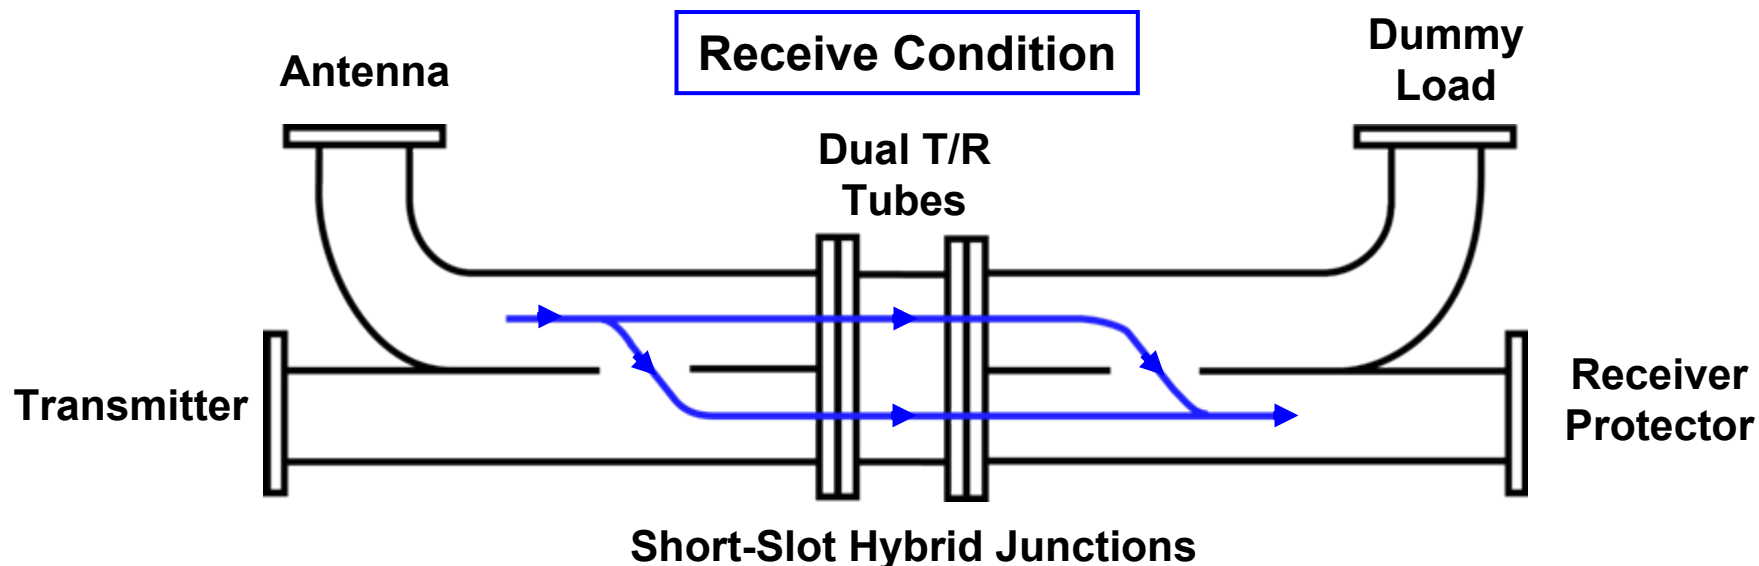 Receive Condition
Antenna
Dummy
Load
Dual T/R
Tubes
Transmitter
Receiver
Protector
Short-Slot Hybrid Junctions